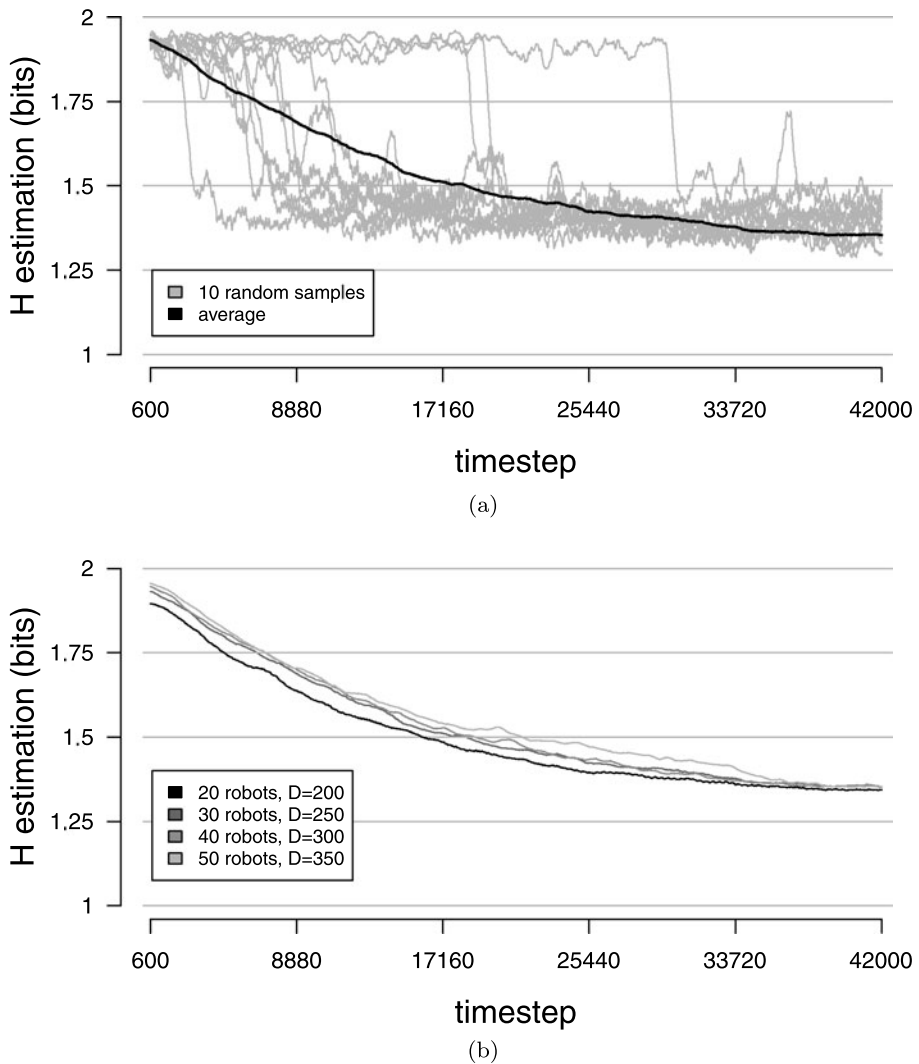 2
1.75
1.5
1.25
1
H estimation (bits)
10 random samples
average
600 8880 17160 25440 33720 42000
timestep
(a)
2
1.75
1.5
1.25
1
H estimation (bits)
20 robots, D=200
30 robots, D=250
40 robots, D=300
50 robots, D=350
600 8880 17160 25440 33720 42000
timestep
(b)